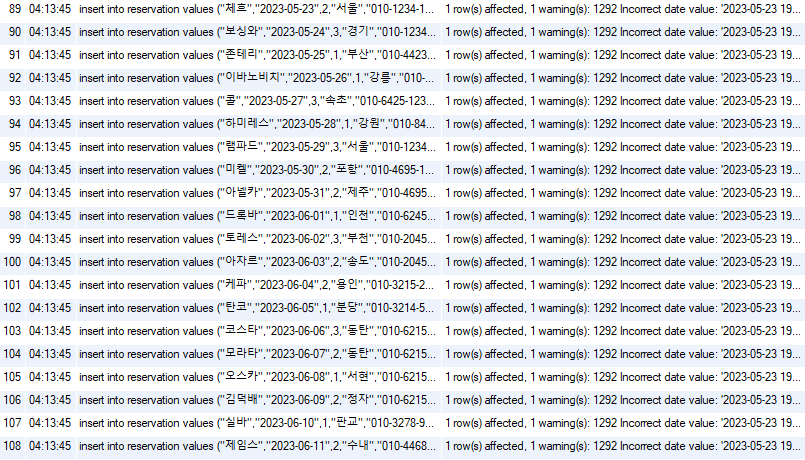 89 04:13:45 insert into reservation values ("체흐","2023-05-23",2,"서울","010-1234-1... 1 row(s) affected, 1 warning(s): 1292 Incorrect date value: '2023-05-23 19...
90 04:13:45 insert into reservation values ("보싱와","2023-05-24",3,"경기","010-1234... 1 row(s) affected, 1 warning(s): 1292 Incorrect date value: '2023-05-23 19...
91 04:13:45 insert into reservation values ("존테리","2023-05-25",1,"부산","010-4423... 1 row(s) affected, 1 warning(s): 1292 Incorrect date value: '2023-05-23 19...
92 04:13:45 insert into reservation values ("이바노비치","2023-05-26",1,"강릉","010-... 1 row(s) affected, 1 warning(s): 1292 Incorrect date value: '2023-05-23 19...
93 04:13:45 insert into reservation values ("콜","2023-05-27",3,"속초","010-6425-123... 1 row(s) affected, 1 warning(s): 1292 Incorrect date value: '2023-05-23 19...
94 04:13:45 insert into reservation values ("하미레스","2023-05-28",1,"강원","010-84... 1 row(s) affected, 1 warning(s): 1292 Incorrect date value: '2023-05-23 19...
95 04:13:45 insert into reservation values ("램파드","2023-05-29",3,"서울","010-1234... 1 row(s) affected, 1 warning(s): 1292 Incorrect date value: '2023-05-23 19...
96 04:13:45 insert into reservation values ("미켈","2023-05-30",2,"포항","010-4695-1... 1 row(s) affected, 1 warning(s): 1292 Incorrect date value: '2023-05-23 19...
97 04:13:45 insert into reservation values ("아넬카","2023-05-31",2,"제주","010-4695... 1 row(s) affected, 1 warning(s): 1292 Incorrect date value: '2023-05-23 19...
98 04:13:45 insert into reservation values ("드록바","2023-06-01",1,"인천","010-6245... 1 row(s) affected, 1 warning(s): 1292 Incorrect date value: '2023-05-23 19...
99 04:13:45 insert into reservation values ("토레스","2023-06-02",3,"부천","010-2045... 1 row(s) affected, 1 warning(s): 1292 Incorrect date value: '2023-05-23 19...
100 04:13:45 insert into reservation values ("아자르","2023-06-03",2,"송도","010-2045... 1 row(s) affected, 1 warning(s): 1292 Incorrect date value: '2023-05-23 19...
101 04:13:45 insert into reservation values ("케파","2023-06-04",2,"용인","010-3215-2... 1 row(s) affected, 1 warning(s): 1292 Incorrect date value: '2023-05-23 19...
102 04:13:45 insert into reservation values ("탄코","2023-06-05",1,"분당","010-3214-5... 1 row(s) affected, 1 warning(s): 1292 Incorrect date value: '2023-05-23 19...
103 04:13:45 insert into reservation values ("코스타","2023-06-06",3,"동탄","010-6215... 1 row(s) affected, 1 warning(s): 1292 Incorrect date value: '2023-05-23 19...
104 04:13:45 insert into reservation values ("모라타","2023-06-07",2,"동탄","010-6215... 1 row(s) affected, 1 warning(s): 1292 Incorrect date value: '2023-05-23 19...
105 04:13:45 insert into reservation values ("오스카","2023-06-08",1,"서현","010-6215... 1 row(s) affected, 1 warning(s): 1292 Incorrect date value: '2023-05-23 19...
106 04:13:45 insert into reservation values ("김덕배","2023-06-09",2,"정자","010-6215... 1 row(s) affected, 1 warning(s): 1292 Incorrect date value: '2023-05-23 19...
107 04:13:45 insert into reservation values ("실바","2023-06-10",1,"판교","010-3278-9... 1 row(s) affected, 1 warning(s): 1292 Incorrect date value: '2023-05-23 19...
108 04:13:45 insert into reservation values ("제임스","2023-06-11",2,"수내","010-4468... 1 row(s) affected, 1 warning(s): 1292 Incorrect date value: '2023-05-23 19...